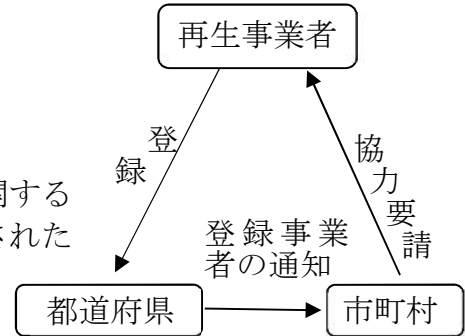 再生事業者
登録
協力要請
関する
された
登録事業
者の通知
都道府県
市町村